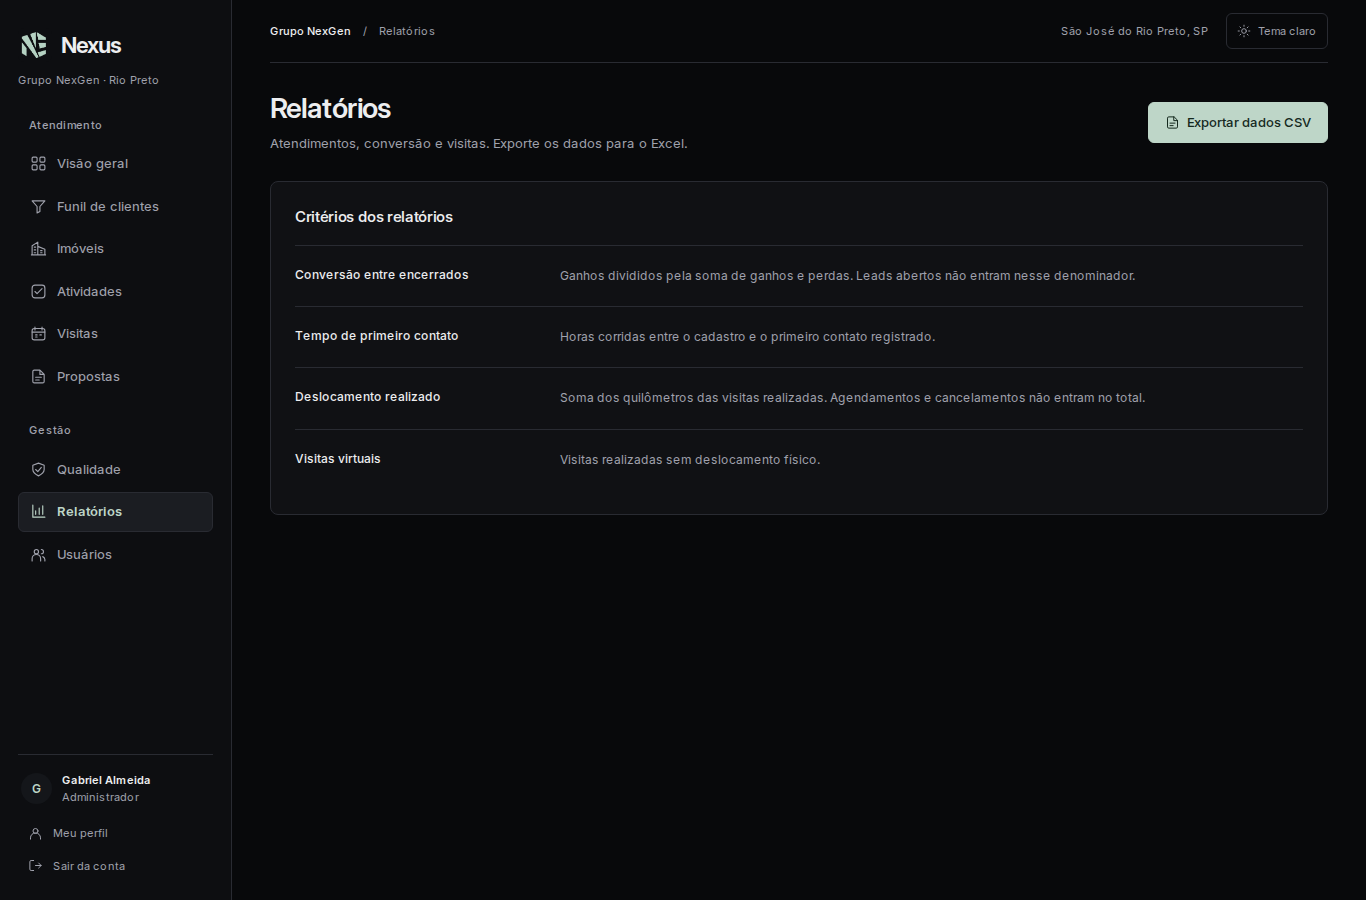 Nexus
Grupo NexGen · Rio Preto
Atendimento
Visão geral
Funil de clientes
Imóveis
Atividades
Visitas
Propostas
Gestão
Qualidade
Relatórios
Usuários
G
Gabriel Almeida
Administrador
Meu perfil
Sair da conta
Grupo NexGen / Relatórios
São José do Rio Preto, SP
Tema claro
Relatórios
Atendimentos, conversão e visitas. Exporte os dados para o Excel.
Exportar dados CSV
Critérios dos relatórios
Conversão entre encerrados
Ganhos divididos pela soma de ganhos e perdas. Leads abertos não entram nesse denominador.
Tempo de primeiro contato
Horas corridas entre o cadastro e o primeiro contato registrado.
Deslocamento realizado
Soma dos quilômetros das visitas realizadas. Agendamentos e cancelamentos não entram no total.
Visitas virtuais
Visitas realizadas sem deslocamento físico.